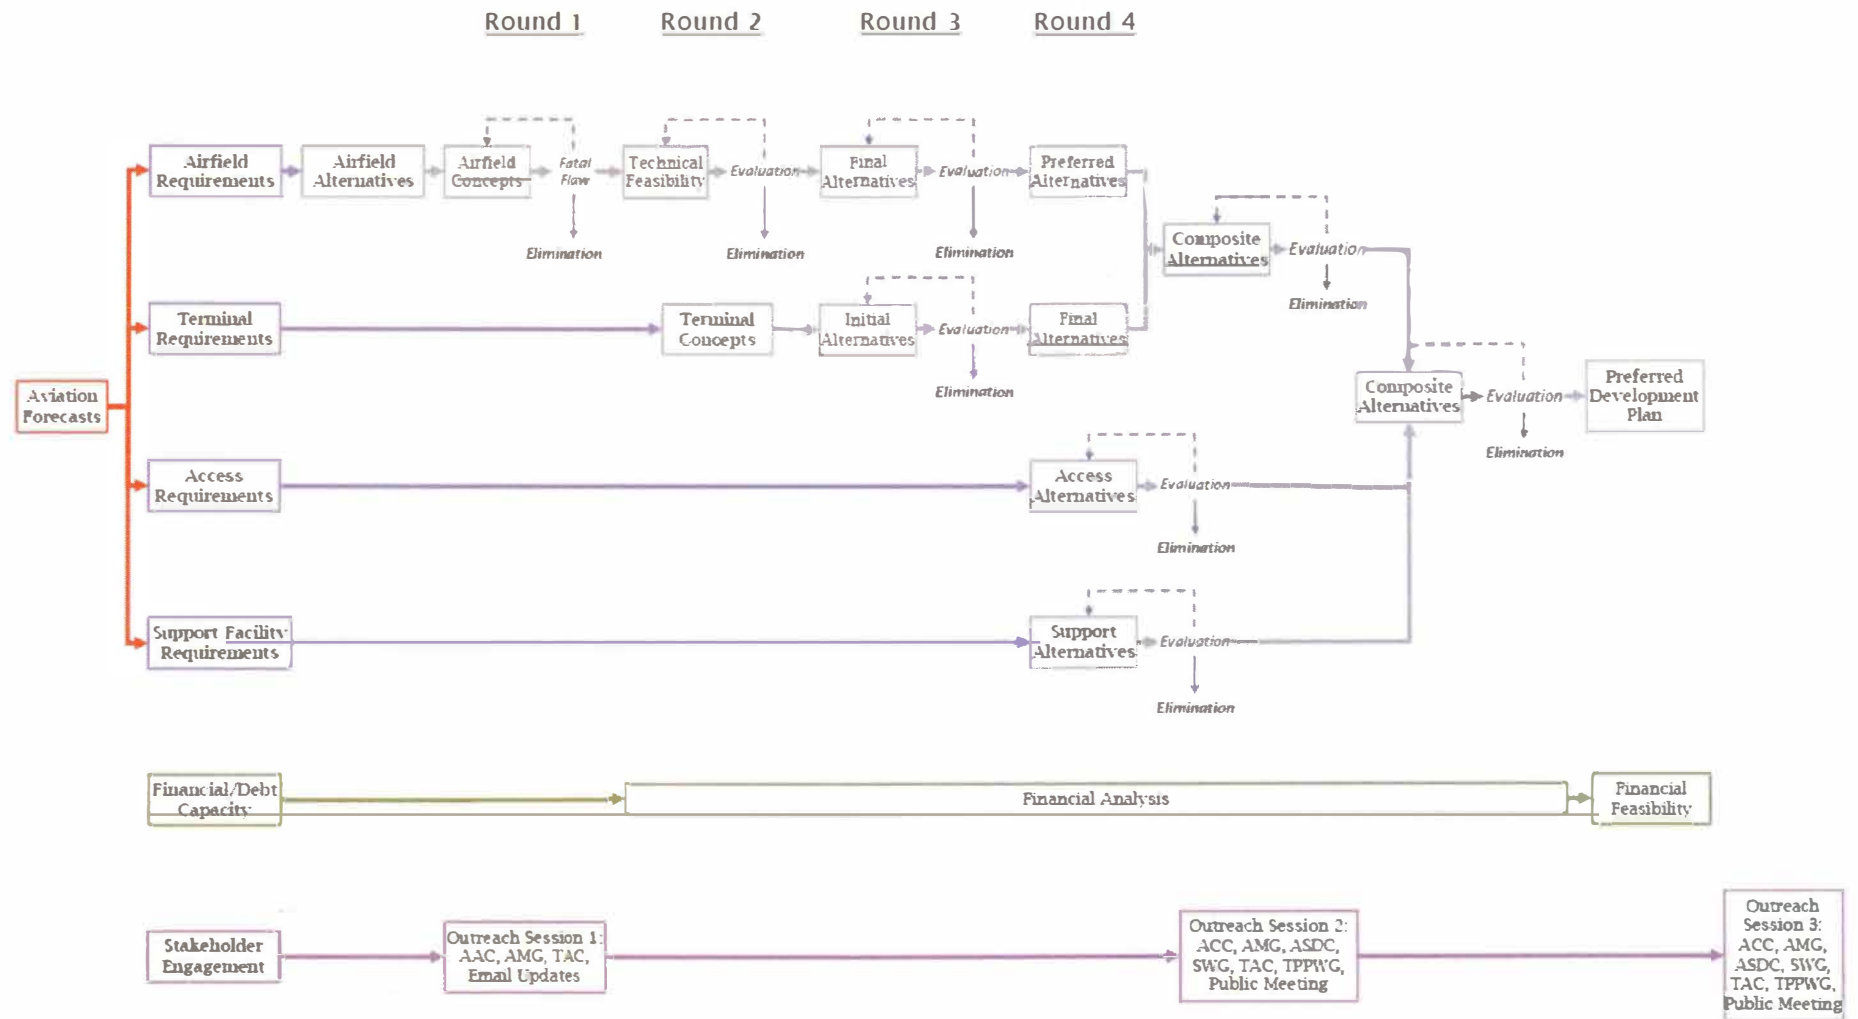 Round 1
Round 2
Round 3
Round 4
Airfield
Requirements
Airfield
Alternatives
Airfield
Concepts
Fatal
Flaw
Elimination
Technical
Feasibility
Evaluation
Elimination
Final
Alternatives
Evaluation
Elimination
Preferred
Alternatives
Composite
Alternatives
Evaluation
Elimination
Terminal
Requirements
Terminal
Concepts
Initial
Alternatives
Evaluation
Elimination
Final
Alternatives
Aviation
Forecasts
Composite
Alternatives
Evaluation
Elimination
Preferred
Development
Plan
Access
Requirements
Access
Alternatives
Evaluation
Elimination
Support Facility
Requirements
Support
Alternatives
Evaluation
Elimination
Financial/Debt
Capacity
Financial Analysis
Financial
Feasibility
Stakeholder
Engagement
Outreach Session 1:
AAC, AMG, TAC,
Email Updates
Outreach Session 2:
ACC, AMG, ASDC,
SWG, TAC, TPPWG,
Public Meeting
Outreach
Session 3:
ACC, AMG,
ASDC, SWG,
TAC, TPPWG,
Public Meeting